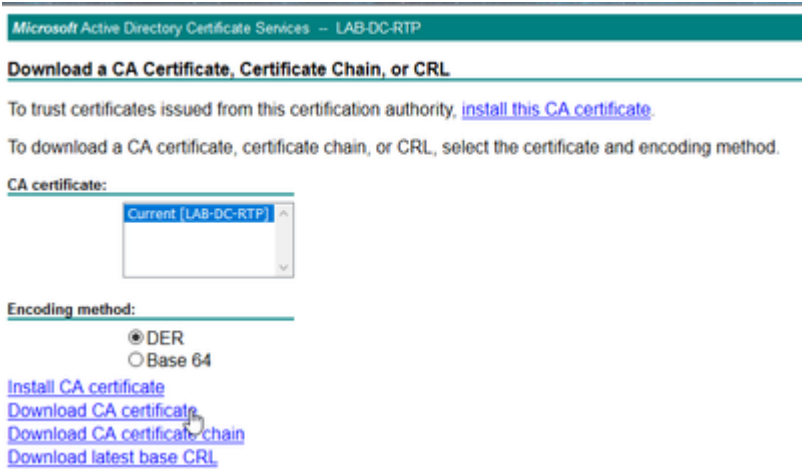 Microsoft Active Directory Certificate Services -- LAB-DC-RTP
Download a CA Certificate, Certificate Chain, or CRL
To trust certificates issued from this certification authority, install this CA certificate.
To download a CA certificate, certificate chain, or CRL, select the certificate and encoding method.
CA certificate:
Current [LAB-DC-RTP]
Encoding method:
DER
Base 64
Install CA certificate
Download CA certificate
Download CA certificate chain
Download latest base CRL